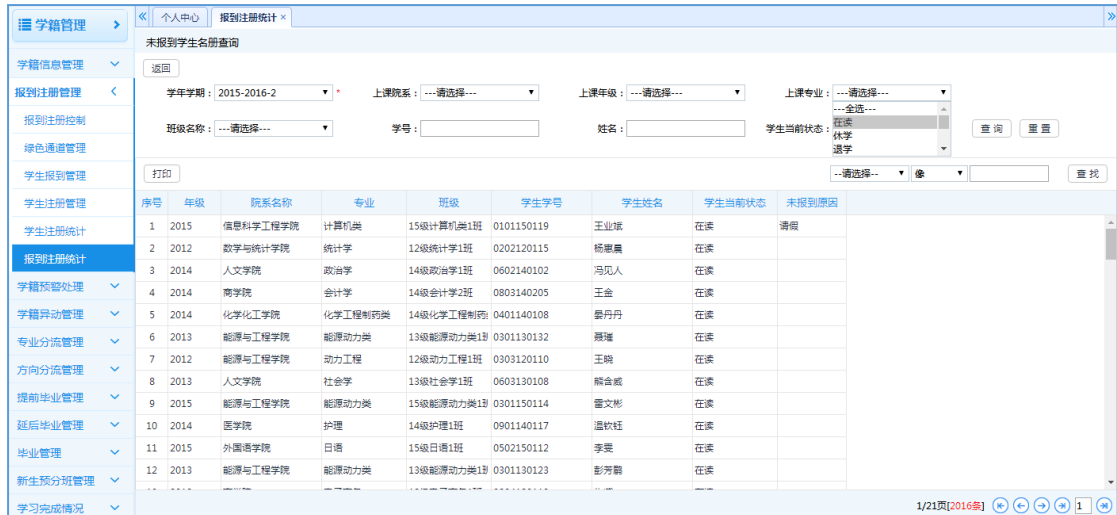 学籍管理
个人中心 报到注册统计 ×
未报到学生名册查询
返回
学籍信息管理
报到注册管理
报到注册控制
绿色通道管理
学生报到管理
学生注册管理
学生注册统计
报到注册统计
学籍预警处理
学籍异动管理
专业分流管理
方向分流管理
提前毕业管理
延后毕业管理
毕业管理
新生预分班管理
学习完成情况
学年学期： 2015-2016-2 * 上课院系： ---请选择--- 上课年级： ---请选择--- 上课专业： ---请选择---
班级名称： ---请选择--- 学号： 姓名： 学生当前状态：
---全选---
在读
休学
退学
查 询 重 置
打印 --请选择-- 像 查 找
序号 年级 院系名称 专业 班级 学生学号 学生姓名 学生当前状态 未报到原因
1 2015 信息科学工程学院 计算机类 15级计算机类1班 0101150119 王业斌 在读 请假
2 2012 数学与统计学院 统计学 12级统计学1班 0202120115 杨惠晨 在读
3 2014 人文学院 政治学 14级政治学1班 0602140102 冯见人 在读
4 2014 商学院 会计学 14级会计学2班 0803140205 王金 在读
5 2014 化学化工学院 化学工程制药类 14级化学工程制药 0401140108 晏丹丹 在读
6 2013 能源与工程学院 能源动力类 13级能源动力类1班 0301130132 聂瑾 在读
7 2012 能源与工程学院 动力工程 12级动力工程1班 0303120110 王晓 在读
8 2013 人文学院 社会学 13级社会学1班 0603130108 熊含威 在读
9 2015 能源与工程学院 能源动力类 15级能源动力类1班 0301150114 雷文彬 在读
10 2014 医学院 护理 14级护理1班 0901140117 温钦钰 在读
11 2015 外国语学院 日语 15级日语1班 0502150112 李雯 在读
12 2013 能源与工程学院 能源动力类 13级能源动力类1班 0301130123 彭芳鹏 在读
1/21页[2016条] 1